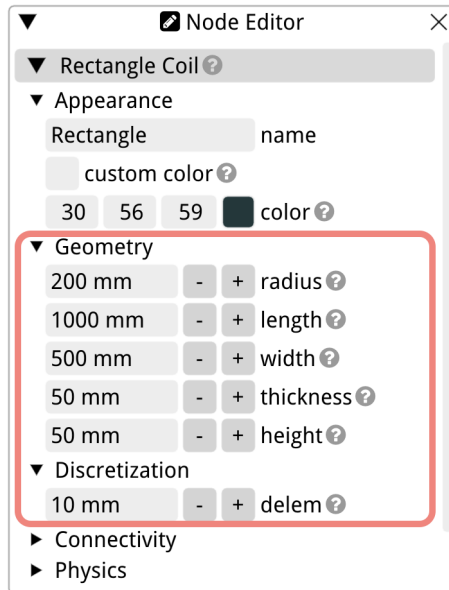 Node Editor
Rectangle Coil ?
Appearance
Rectangle name
custom color ?
30 56 59 color ?
Geometry
200 mm - + radius ?
1000 mm - + length ?
500 mm - + width ?
50 mm - + thickness ?
50 mm - + height ?
Discretization
10 mm - + delem ?
Connectivity
Physics